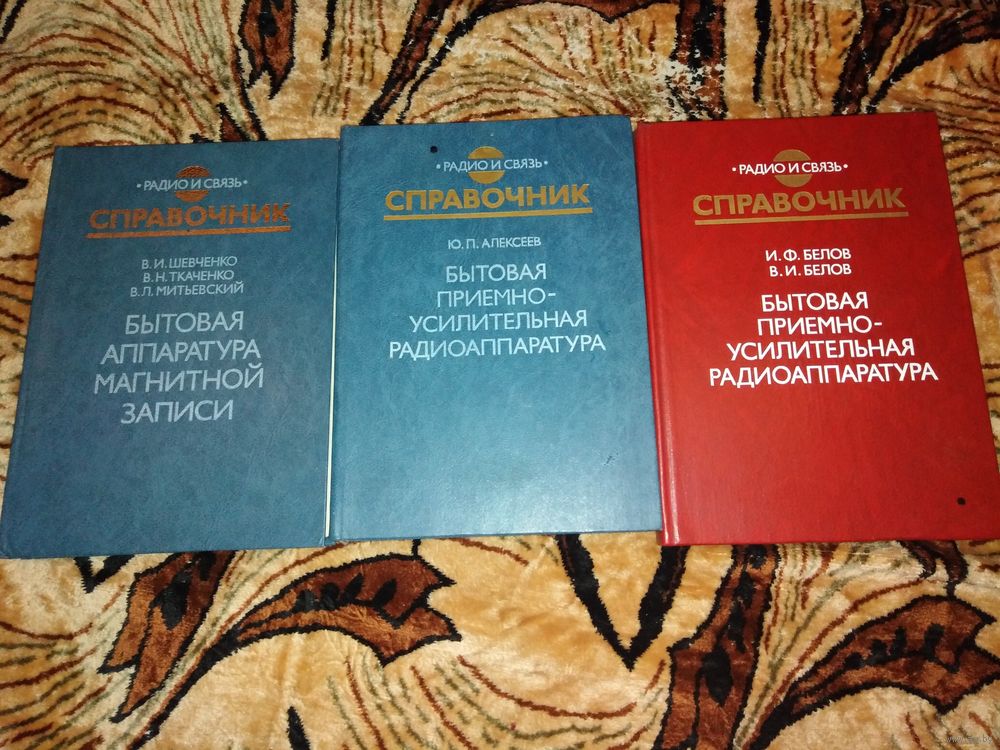 • РАДИО И СВЯЗЬ •
СПРАВОЧНИК
В.И. ШЕВЧЕНКО
В.Н. ТКАЧЕНКО
В.Л. МИТЬЕВСКИЙ
БЫТОВАЯ
АППАРАТУРА
МАГНИТНОЙ
ЗАПИСИ
• РАДИО И СВЯЗЬ •
СПРАВОЧНИК
Ю. П. АЛЕКСЕЕВ
БЫТОВАЯ
ПРИЕМНО-
УСИЛИТЕЛЬНАЯ
РАДИОАППАРАТУРА
• РАДИО И СВЯЗЬ •
СПРАВОЧНИК
И. Ф. БЕЛОВ
В. И. БЕЛОВ
БЫТОВАЯ
ПРИЕМНО-
УСИЛИТЕЛЬНАЯ
РАДИОАППАРАТУРА